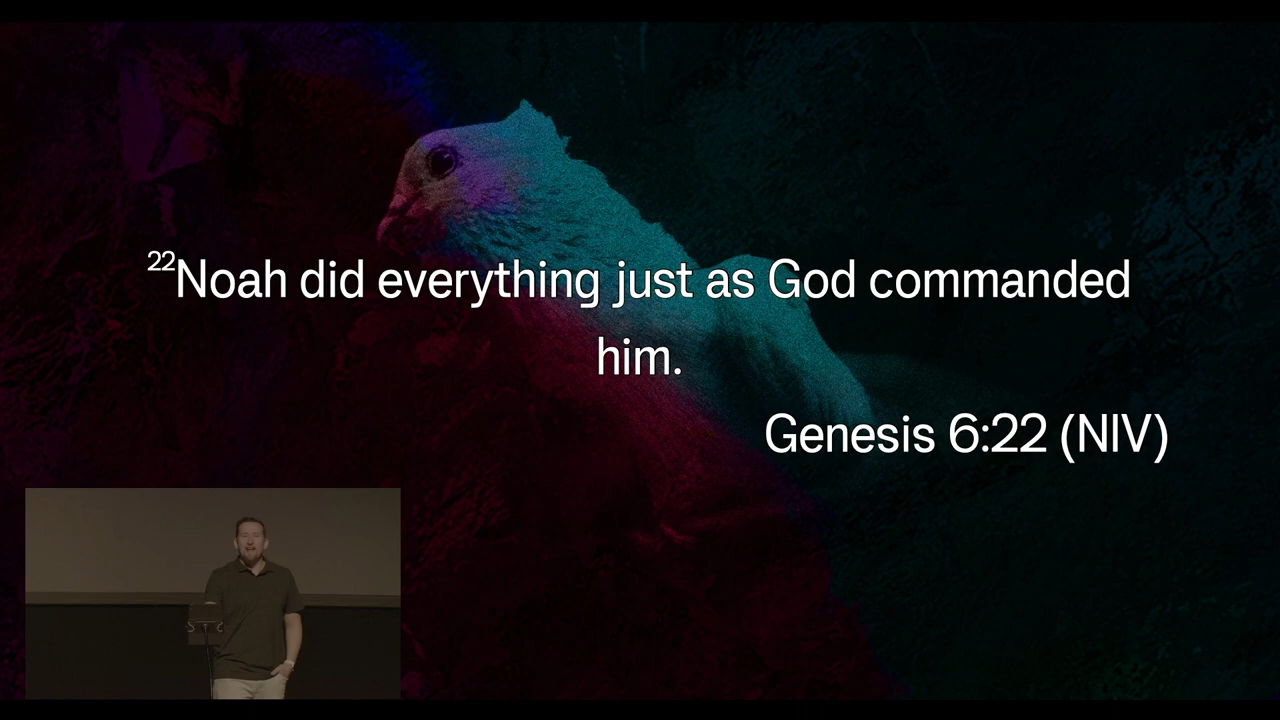 ²²Noah did everything just as God commanded
him.
Genesis 6:22 (NIV)